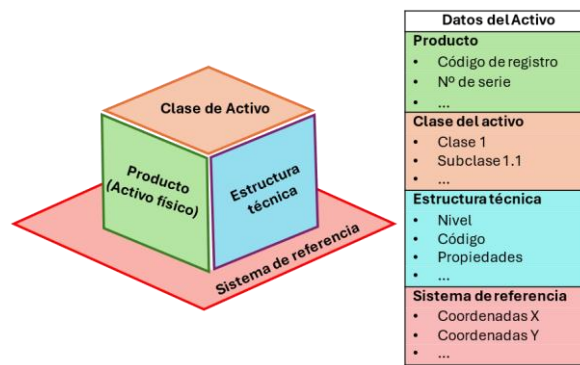 Clase de Activo
Producto
(Activo físico)
Estructura
técnica
Sistema de referencia
Datos del Activo
Producto
• Código de registro
• Nº de serie
• ...
Clase del activo
• Clase 1
• Subclase 1.1
• ...
Estructura técnica
• Nivel
• Código
• Propiedades
• ...
Sistema de referencia
• Coordenadas X
• Coordenadas Y
• ...